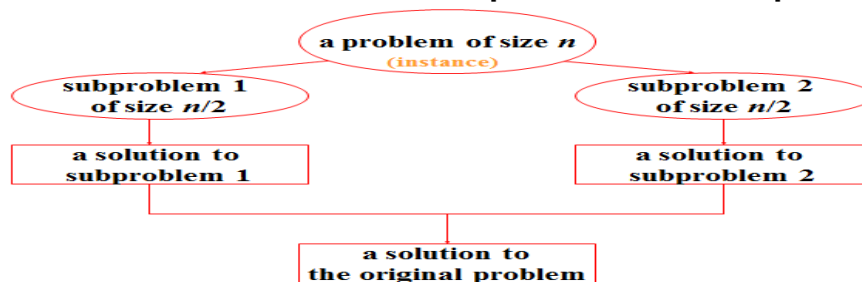 a problem of size n
(instance)
subproblem 1
of size n/2
subproblem 2
of size n/2
a solution to
subproblem 1
a solution to
subproblem 2
a solution to
the original problem